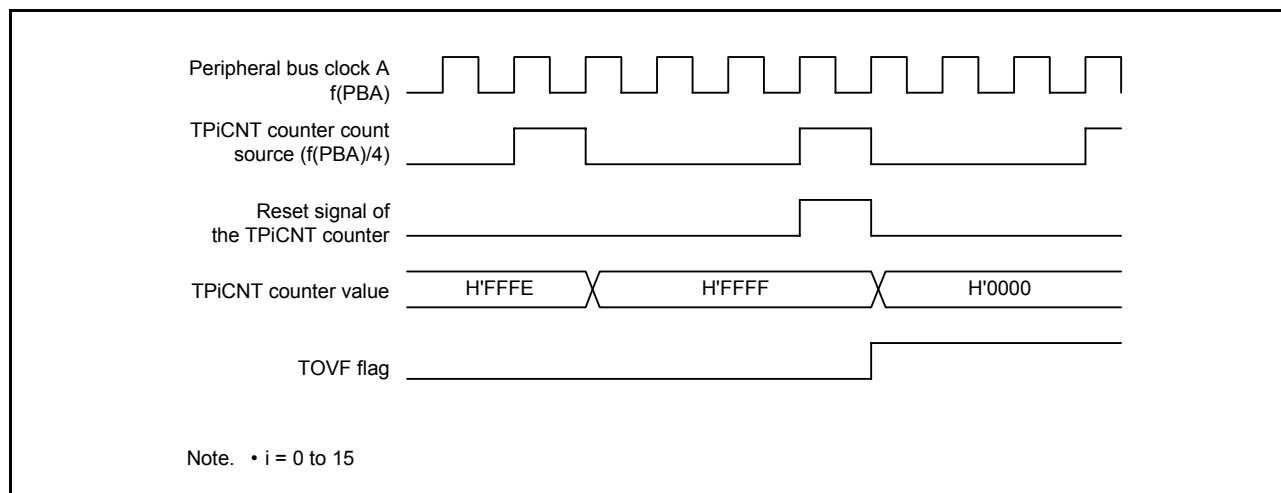 Peripheral bus clock A
f(PBA)
TPiCNT counter count
source (f(PBA)/4)
Reset signal of
the TPiCNT counter
TPiCNT counter value
H'FFFE
H'FFFF
H'0000
TOVF flag
Note. • i = 0 to 15